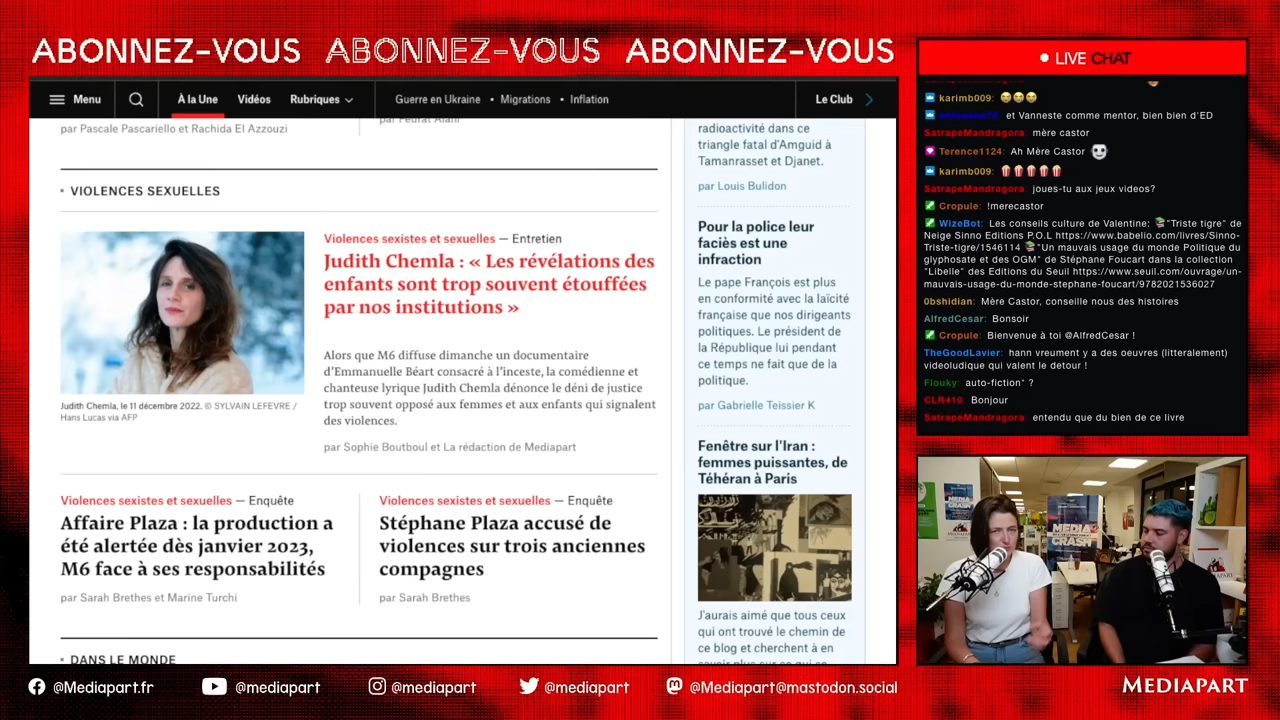 ABONNEZ-VOUS ABONNEZ-VOUS ABONNEZ-VOUS
Menu
À la Une
Vidéos
Rubriques
Guerre en Ukraine • Migrations • Inflation
Le Club
par Pascale Pascariello et Rachida El Azzouzi
VIOLENCES SEXUELLES
Violences sexistes et sexuelles — Entretien
Judith Chemla : « Les révélations des
enfants sont trop souvent étouffées
par nos institutions »
Alors que M6 diffuse dimanche un documentaire
d'Emmanuelle Béart consacré à l'inceste, la comédienne et
chanteuse lyrique Judith Chemla dénonce le déni de justice
trop souvent opposé aux femmes et aux enfants qui signalent
des violences.
par Sophie Boutboul et La rédaction de Mediapart
Judith Chemla, le 11 décembre 2022. © SYLVAIN LEFEVRE /
Hans Lucas via AFP
Violences sexistes et sexuelles — Enquête
Affaire Plaza : la production a
été alertée dès janvier 2023,
M6 face à ses responsabilités
par Sarah Brethes et Marine Turchi
Violences sexistes et sexuelles — Enquête
Stéphane Plaza accusé de
violences sur trois anciennes
compagnes
par Sarah Brethes
DANS LE MONDE
radioactivité dans ce
triangle fatal d'Amguid à
Tamanrasset et Djanet.
par Louis Bulidon
Pour la police leur
faciès est une
infraction
Le pape François est plus
en conformité avec la laïcité
française que nos dirigeants
politiques. Le président de
la République lui pendant
ce temps ne fait que de la
politique.
par Gabrielle Teissier K
Fenêtre sur l'Iran :
femmes puissantes, de
Téhéran à Paris
J'aurais aimé que tous ceux
qui ont trouvé le chemin de
ce blog et cherchent à en
LIVE CHAT
karimb009:
et Vanneste comme mentor, bien bien d'ED
SatrapeMandragora: mère castor
Terence1124: Ah Mère Castor
karimb009:
SatrapeMandragora: joues-tu aux jeux videos?
Cropule: !merecastor
WizeBot: Les conseils culture de Valentine: "Triste tigre" de
Neige Sinno Editions P.O.L https://www.babelio.com/livres/Sinno-
Triste-tigre/1546114 "Un mauvais usage du monde Politique du
glyphosate et des OGM" de Stéphane Foucart dans la collection
"Libelle" des Editions du Seuil https://www.seuil.com/ouvrage/un-
mauvais-usage-du-monde-stephane-foucart/9782021536027
0bshidian: Mère Castor, conseille nous des histoires
AlfredCesar: Bonsoir
Cropule: Bienvenue à toi @AlfredCesar !
TheGoodLavier: hann vreument y a des oeuvres (litteralement)
videoludique qui valent le detour !
Flouky: auto-fiction" ?
CLR410: Bonjour
SatrapeMandragora: entendu que du bien de ce livre
MEDIAPART
@Mediapart.fr
@mediapart
@mediapart
@mediapart
@Mediapart@mastodon.social
MEDIAPART